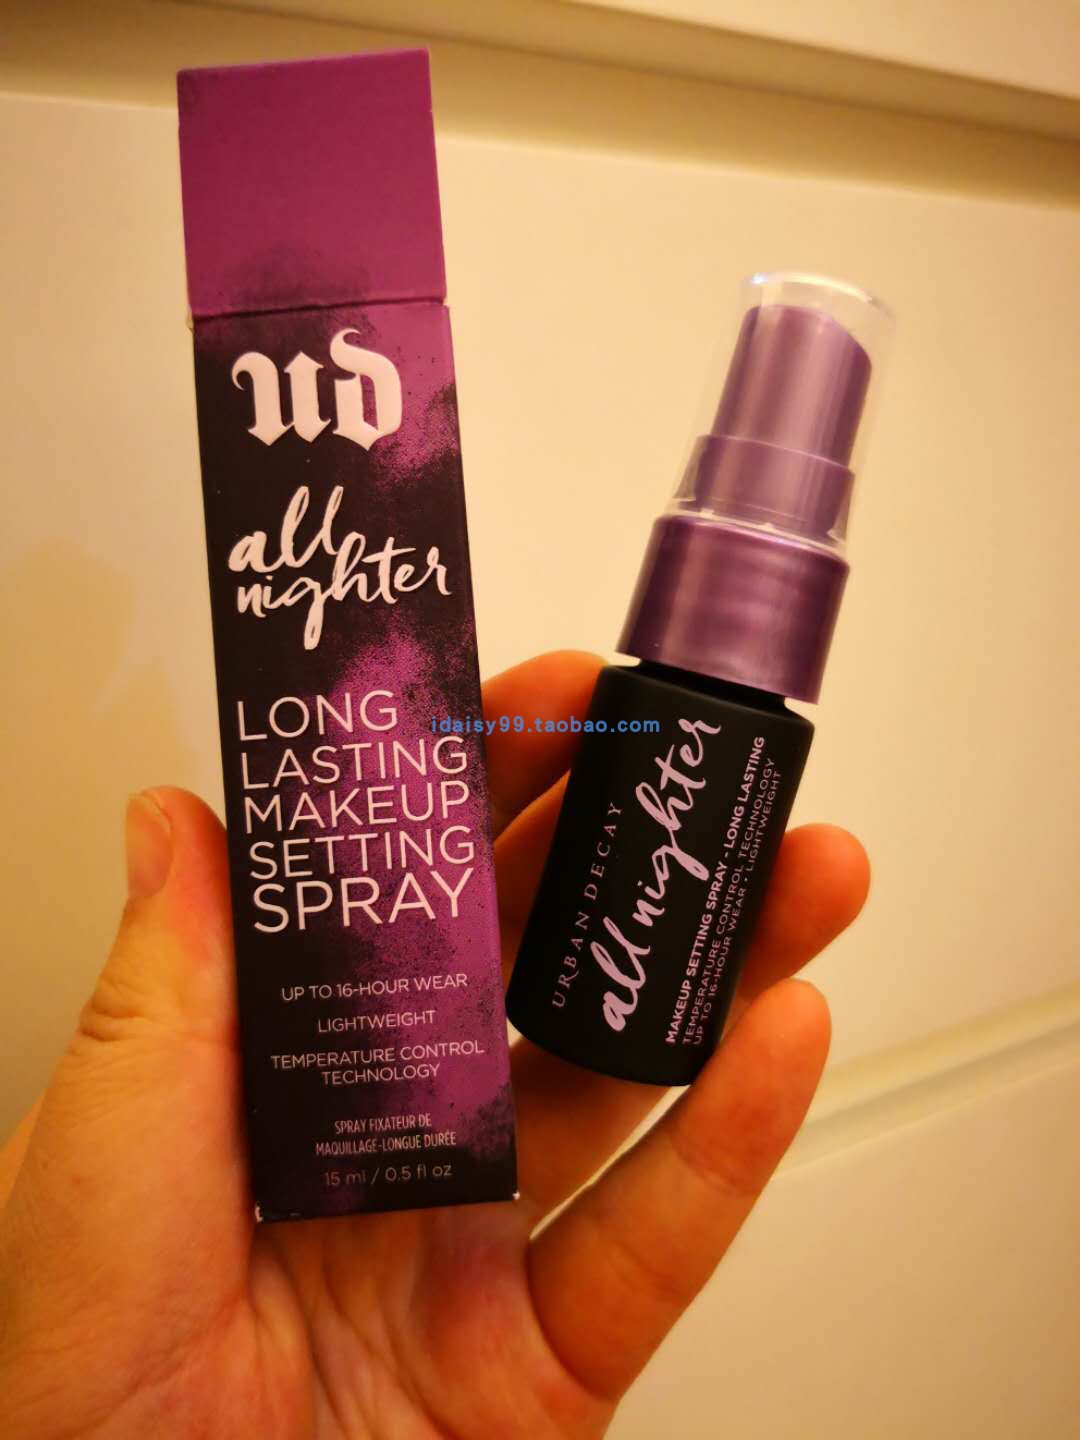 ud
all
nighter
LONG
LASTING
MAKEUP
SETTING
SPRAY
UP TO 16-HOUR WEAR
LIGHTWEIGHT
TEMPERATURE CONTROL
TECHNOLOGY
SPRAY FIXATEUR DE
MAQUILLAGE-LONGUE DURÉE
15 ml / 0.5 fl oz
idaisy99.taobao.com
URBAN DECAY
all nighter
MAKEUP SETTING SPRAY - LONG LASTING
TEMPERATURE CONTROL TECHNOLOGY
UP TO 16-HOUR WEAR • LIGHTWEIGHT